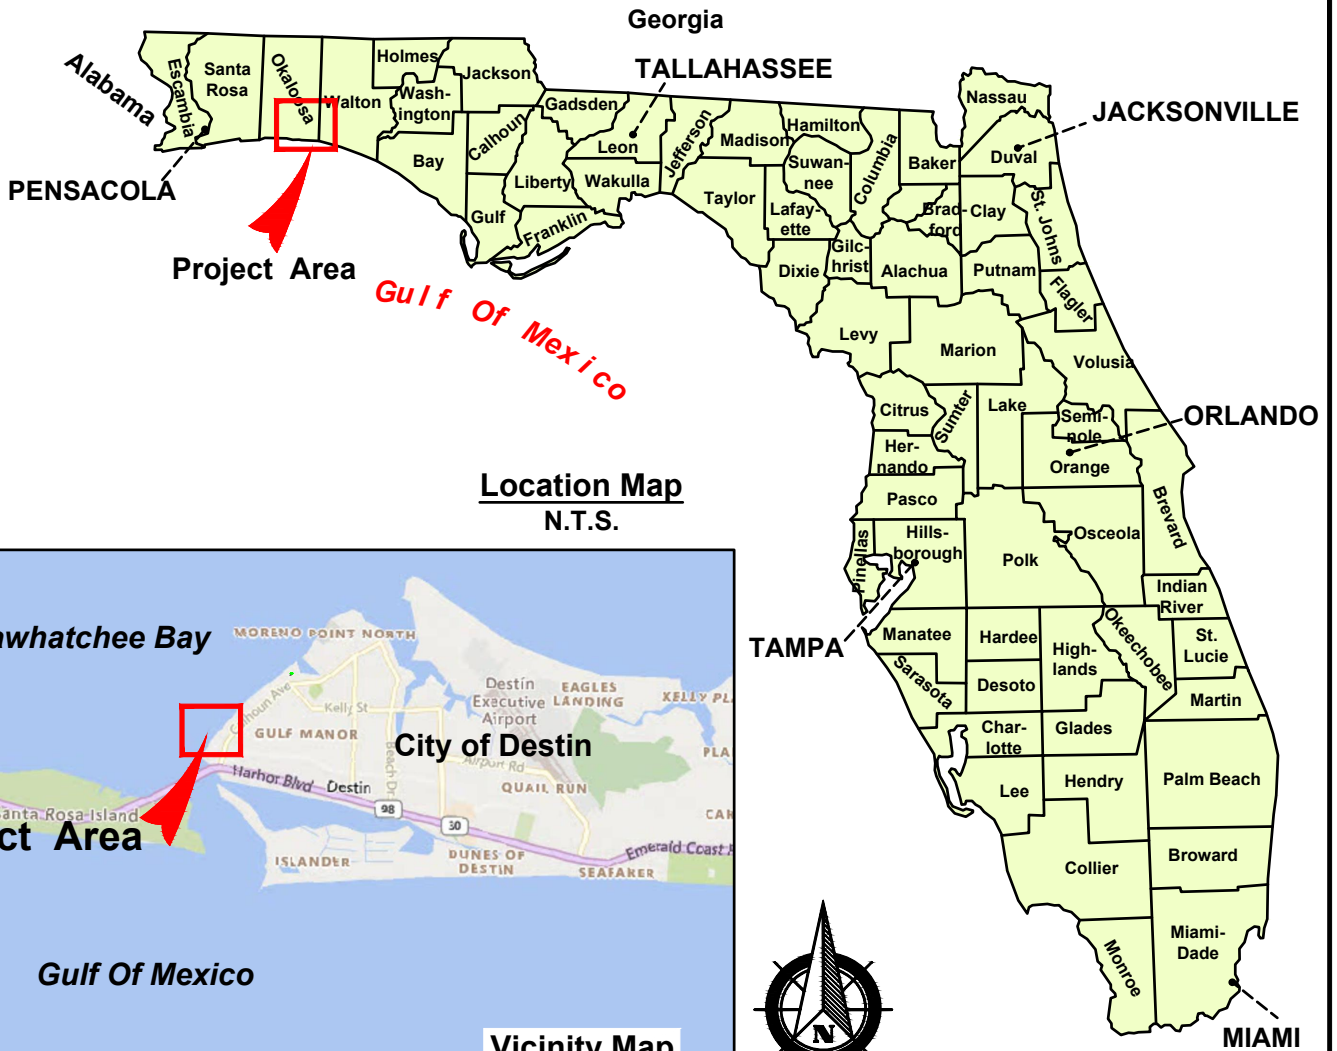 Georgia
Alabama
Escambia
Santa
Rosa
Okaloosa
Walton
Holmes
Wash-
ington
Jackson
Bay
Calhoun
Gulf
Liberty
Franklin
Gadsden
TALLAHASSEE
Leon
Wakulla
Jefferson
Madison
Taylor
Hamilton
Suwan-
nee
Lafay-
ette
Columbia
Baker
Nassau
JACKSONVILLE
Duval
Brad-
ford
Clay
St. Johns
PENSACOLA
Project Area
Gulf Of Mexico
Dixie
Gilc-
hrist
Alachua
Putnam
Flagler
Levy
Marion
Volusia
Citrus
Sumter
Lake
Semi-
nole
ORLANDO
Orange
Her-
nando
Pasco
Location Map
N.T.S.
Pinellas
Hills-
borough
Polk
Osceola
Brevard
Indian
River
TAMPA
Manatee
Hardee
High-
lands
Okeechobee
St.
Lucie
Sarasota
Desoto
Martin
Char-
lotte
Glades
Lee
Hendry
Palm Beach
Collier
Broward
Monroe
Miami-
Dade
MIAMI
N
awhatchee Bay
MORENO POINT NORTH
Calhoun Ave
Kelly St
GULF MANOR
Destin
Executive
Airport
EAGLES
LANDING
KELLY PL
PLA
City of Destin
Beach Dr
Airport Rd
QUAIL RUN
Harbor Blvd
Destin
98
30
CAR
Santa Rosa Island
ct Area
ISLANDER
DUNES OF
DESTIN
SEAFARER
Emerald Coast P
Gulf Of Mexico
Vicinity Map